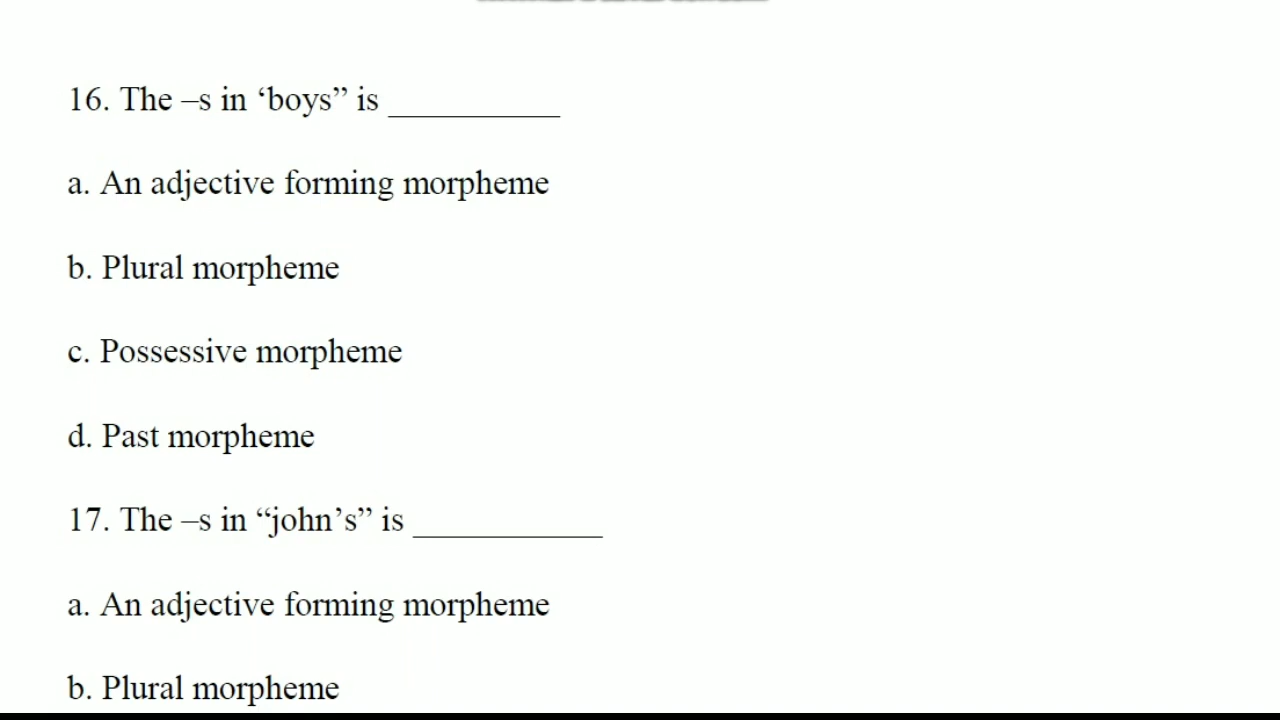 16. The –s in ‘boys” is __________
a. An adjective forming morpheme
b. Plural morpheme
c. Possessive morpheme
d. Past morpheme
17. The –s in “john’s” is ___________
a. An adjective forming morpheme
b. Plural morpheme